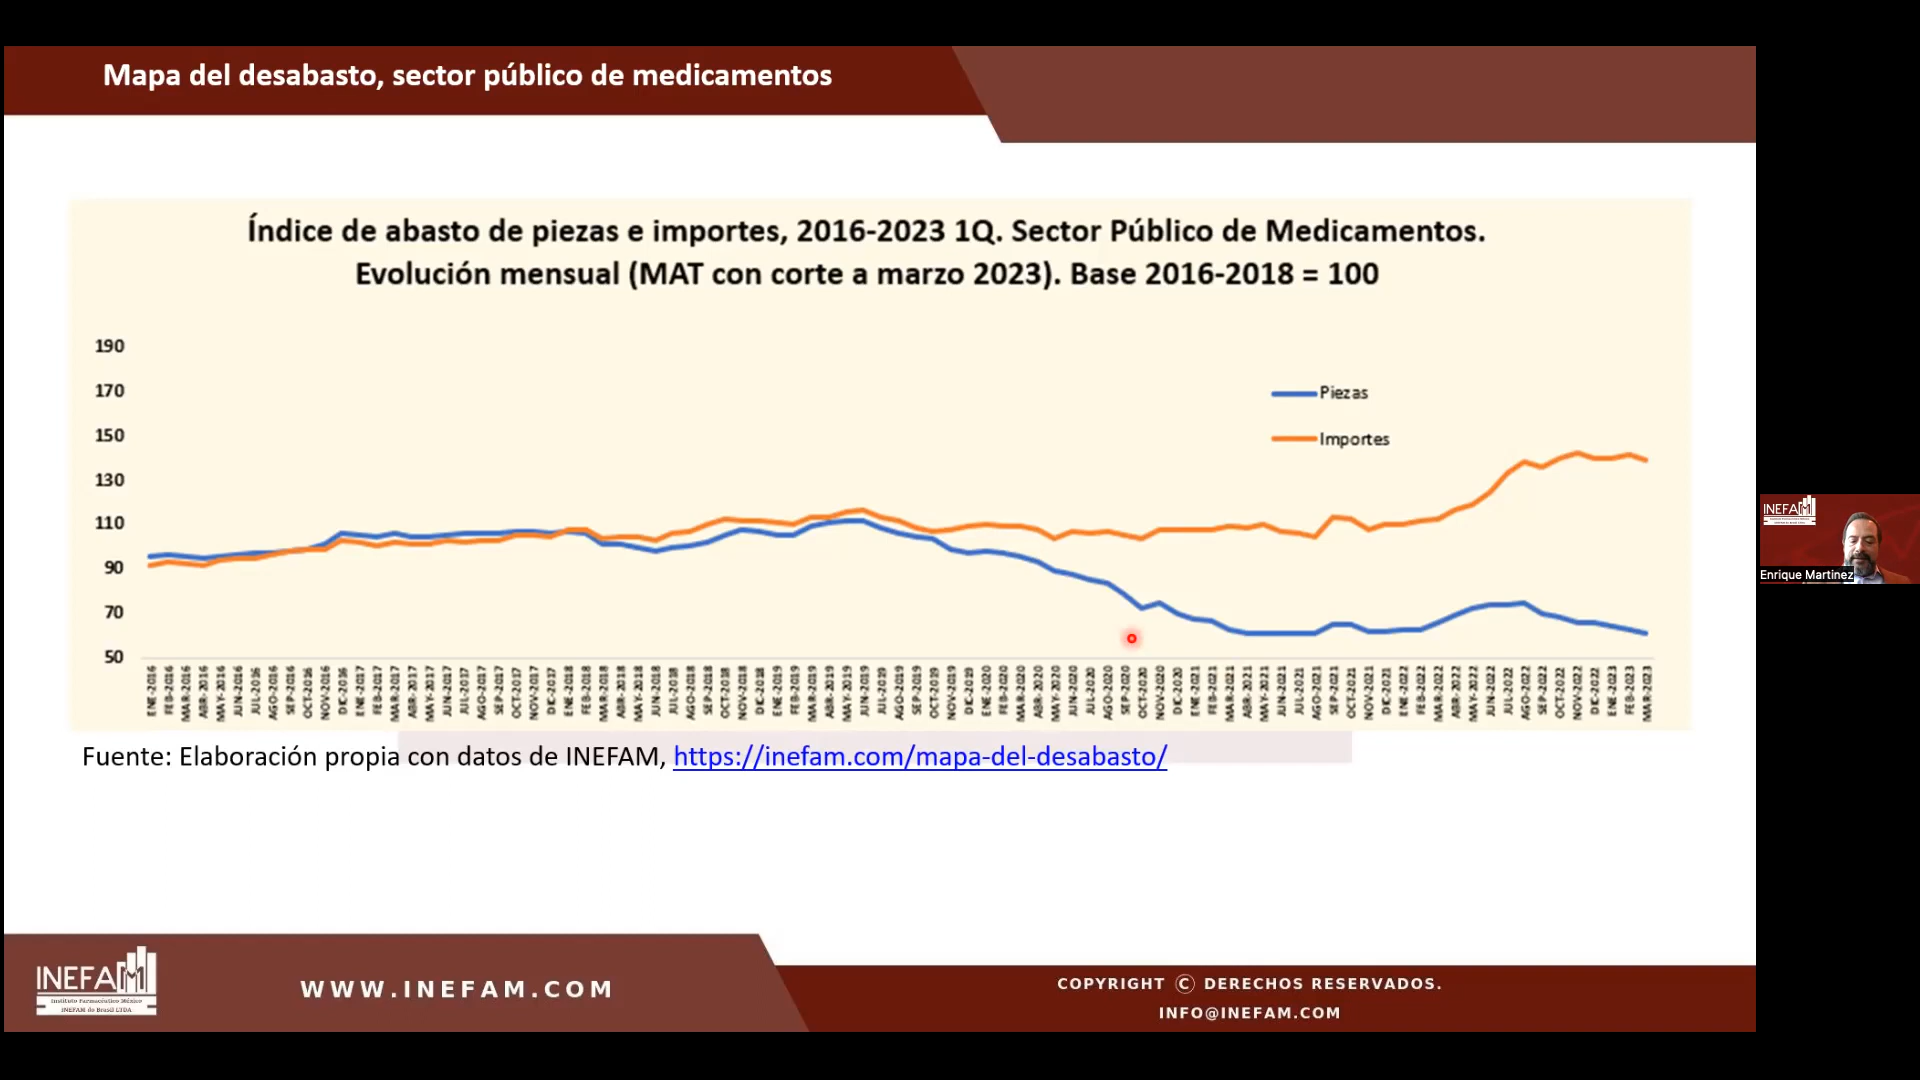 Mapa del desabasto, sector público de medicamentos
Índice de abasto de piezas e importes, 2016-2023 1Q. Sector Público de Medicamentos.
Evolución mensual (MAT con corte a marzo 2023). Base 2016-2018 = 100
190
170
150
130
110
90
70
50
Piezas
Importes
ENE-2016
FEB-2016
MAR-2016
ABR-2016
MAY-2016
JUN-2016
JUL-2016
AGO-2016
SEP-2016
OCT-2016
NOV-2016
DIC-2016
ENE-2017
FEB-2017
MAR-2017
ABR-2017
MAY-2017
JUN-2017
JUL-2017
AGO-2017
SEP-2017
OCT-2017
NOV-2017
DIC-2017
ENE-2018
FEB-2018
MAR-2018
ABR-2018
MAY-2018
JUN-2018
JUL-2018
AGO-2018
SEP-2018
OCT-2018
NOV-2018
DIC-2018
ENE-2019
FEB-2019
MAR-2019
ABR-2019
MAY-2019
JUN-2019
JUL-2019
AGO-2019
SEP-2019
OCT-2019
NOV-2019
DIC-2019
ENE-2020
FEB-2020
MAR-2020
ABR-2020
MAY-2020
JUN-2020
JUL-2020
AGO-2020
SEP-2020
OCT-2020
NOV-2020
DIC-2020
ENE-2021
FEB-2021
MAR-2021
ABR-2021
MAY-2021
JUN-2021
JUL-2021
AGO-2021
SEP-2021
OCT-2021
NOV-2021
DIC-2021
ENE-2022
FEB-2022
MAR-2022
ABR-2022
MAY-2022
JUN-2022
JUL-2022
AGO-2022
SEP-2022
OCT-2022
NOV-2022
DIC-2022
ENE-2023
FEB-2023
MAR-2023
Fuente: Elaboración propia con datos de INEFAM, https://inefam.com/mapa-del-desabasto/
INEFAM
Enrique Martinez
INEFAM
Instituto Farmacéutico México
INEFAM do Brasil LTDA
WWW.INEFAM.COM
COPYRIGHT © DERECHOS RESERVADOS.
INFO@INEFAM.COM